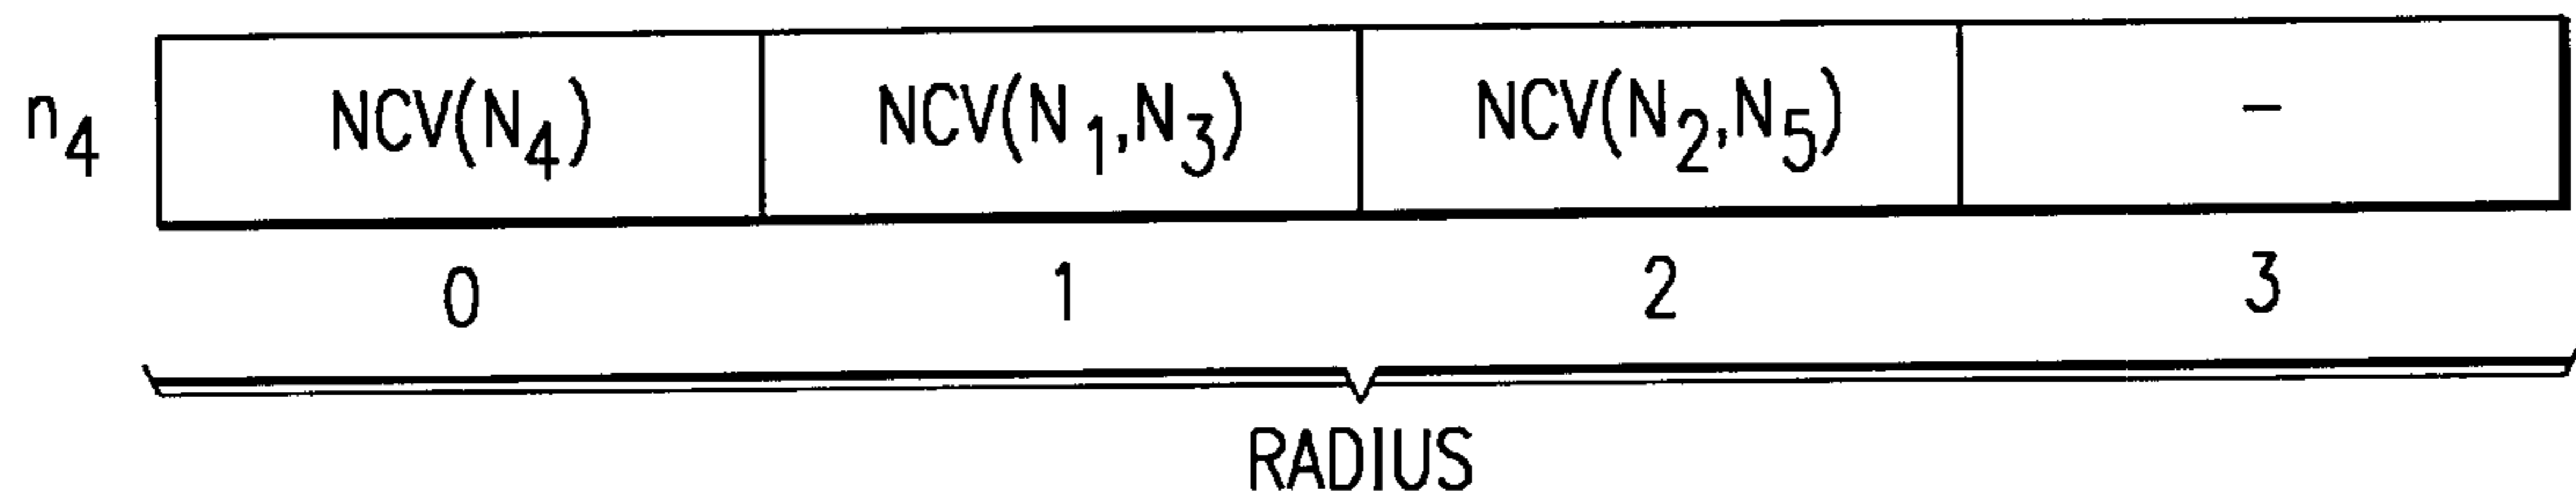 n4 NCV(N4) NCV(N1,N3) NCV(N2,N5) –
0 1 2 3
RADIUS